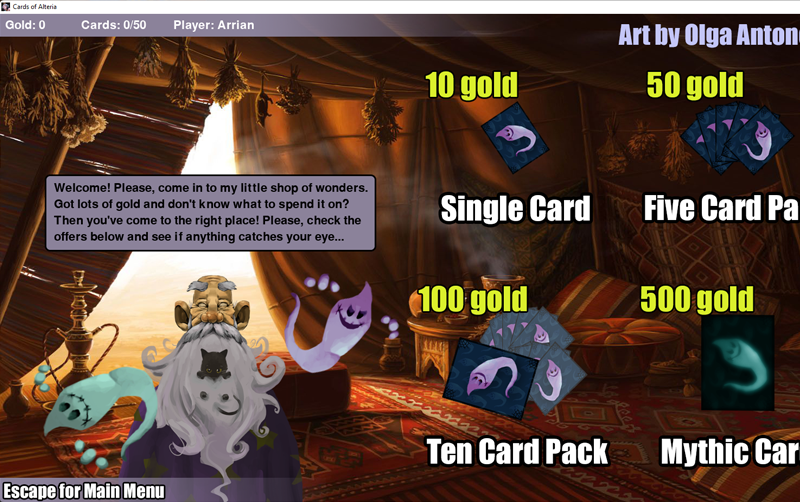 Cards of Alteria
Gold: 0 Cards: 0/50 Player: Arrian
Art by Olga Antone
10 gold
50 gold
Single Card
Five Card Pa
Welcome! Please, come in to my little shop of wonders.
Got lots of gold and don't know what to spend it on?
Then you've come to the right place! Please, check the
offers below and see if anything catches your eye...
100 gold
500 gold
Ten Card Pack
Mythic Car
Escape for Main Menu